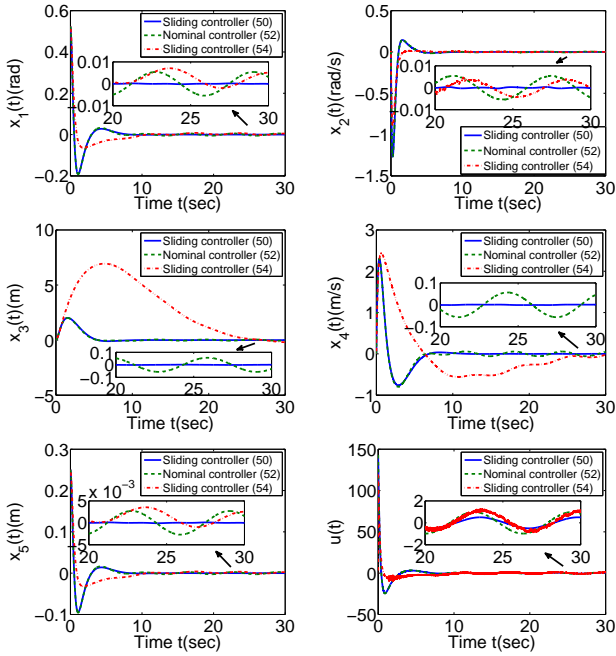 x1(t)(rad)
0.6
0.4
0.2
0
−0.2
Sliding controller (50)
Nominal controller (52)
Sliding controller (54)
0.01
0
0.01
20 25 30
0 10 20 30
Time t(sec)
x2(t)(rad/s)
0.5
0
−0.5
−1
−1.5
0.01
0
0.01
20 25 30
Sliding controller (50)
Nominal controller (52)
Sliding controller (54)
0 10 20 30
Time t(sec)
x3(t)(m)
10
5
0
−5
Sliding controller (50)
Nominal controller (52)
Sliding controller (54)
0.1
0
−0.1
20 25 30
0 10 20 30
Time t(sec)
x4(t)(m/s)
3
2
1
0
−1
Sliding controller (50)
Nominal controller (52)
Sliding controller (54)
0.1
0
−0.1
20 25 30
0 10 20 30
Time t(sec)
x5(t)(m)
0.3
0.2
0.1
0
−0.1
Sliding controller (50)
Nominal controller (52)
Sliding controller (54)
5 x 10−3
0
−5
20 25 30
0 10 20 30
Time t(sec)
u(t)
150
100
50
0
−50
Sliding controller (50)
Nominal controller (52)
Sliding controller (54)
2
0
−2
20 25 30
0 10 20 30
Time t(sec)